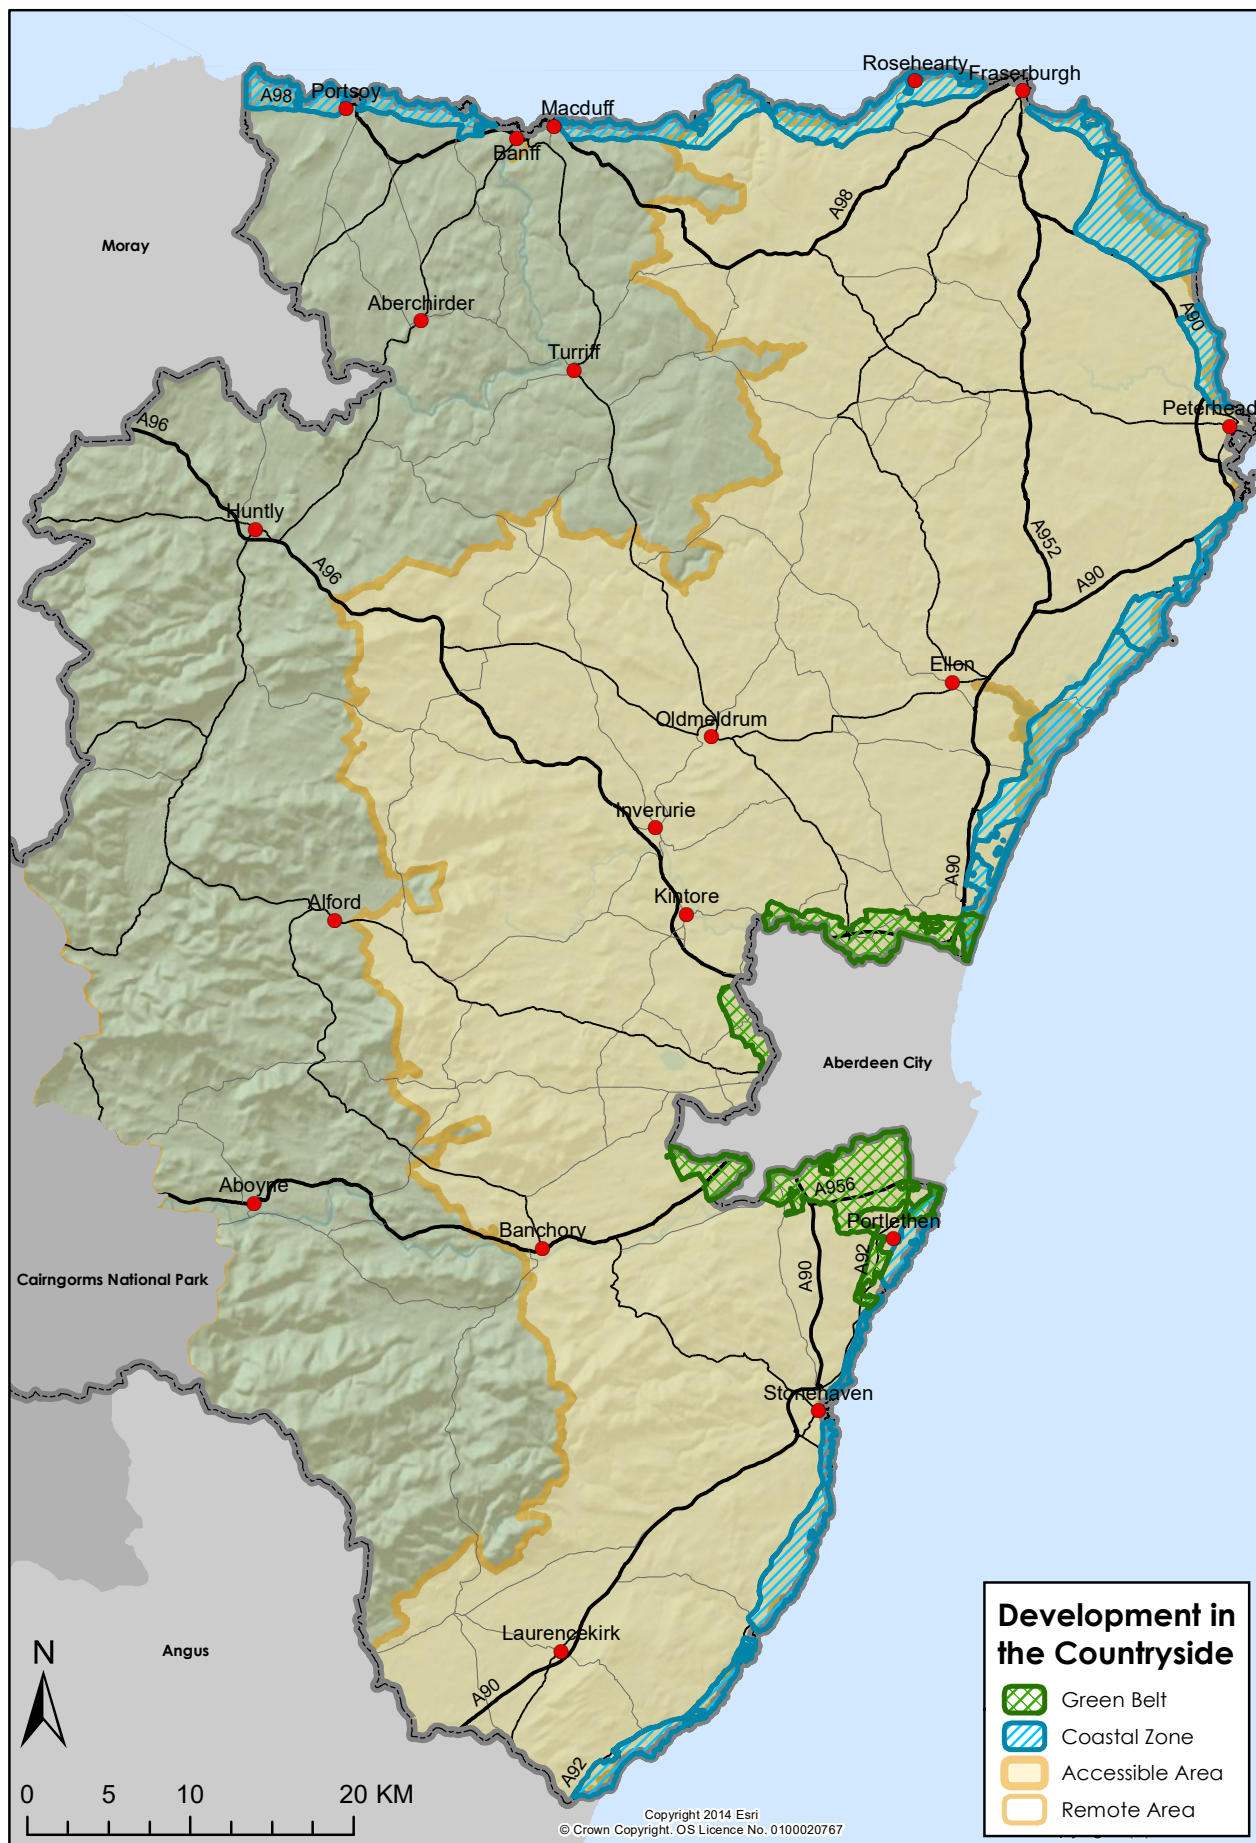 Rosehearty
Fraserburgh
A98
Portsoy
Macduff
Banff
A98
Moray
Aberchirder
A90
Turriff
Peterhead
A96
Huntly
A952
A96
A90
Ellon
Oldmeldrum
Inverurie
A90
Kintore
Alford
Aberdeen City
Aboyne
A956
Portlethen
Banchory
A92
A90
Cairngorms National Park
Stonehaven
Laurencekirk
Angus
N
A90
A92
0 5 10 20 KM
Copyright 2014 Esri
© Crown Copyright. OS Licence No. 0100020767
Development in
the Countryside
Green Belt
Coastal Zone
Accessible Area
Remote Area